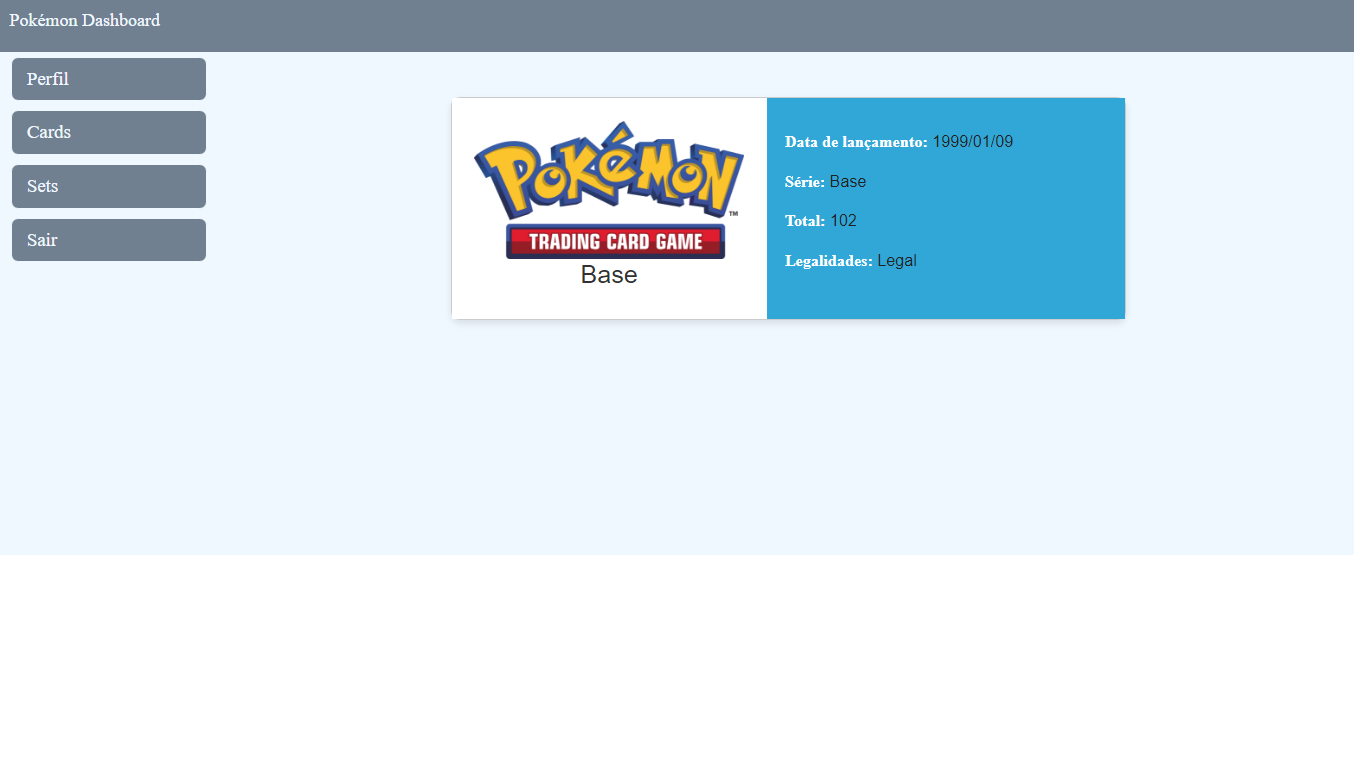 Pokémon Dashboard
Perfil
Cards
Sets
Sair
POKéMON
™
TRADING CARD GAME
Base
Data de lançamento: 1999/01/09
Série: Base
Total: 102
Legalidades: Legal